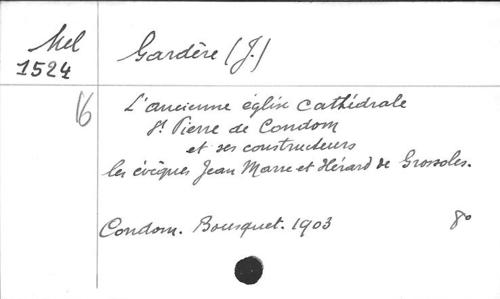 Mel
1524
Gardère (J.)
16
L'ancienne église Cathédrale
St Pierre de Condom
et ses constructeurs
les évêques Jean Marre et Hérard de Grossoles.
Condom. Bousquet. 1903 8°